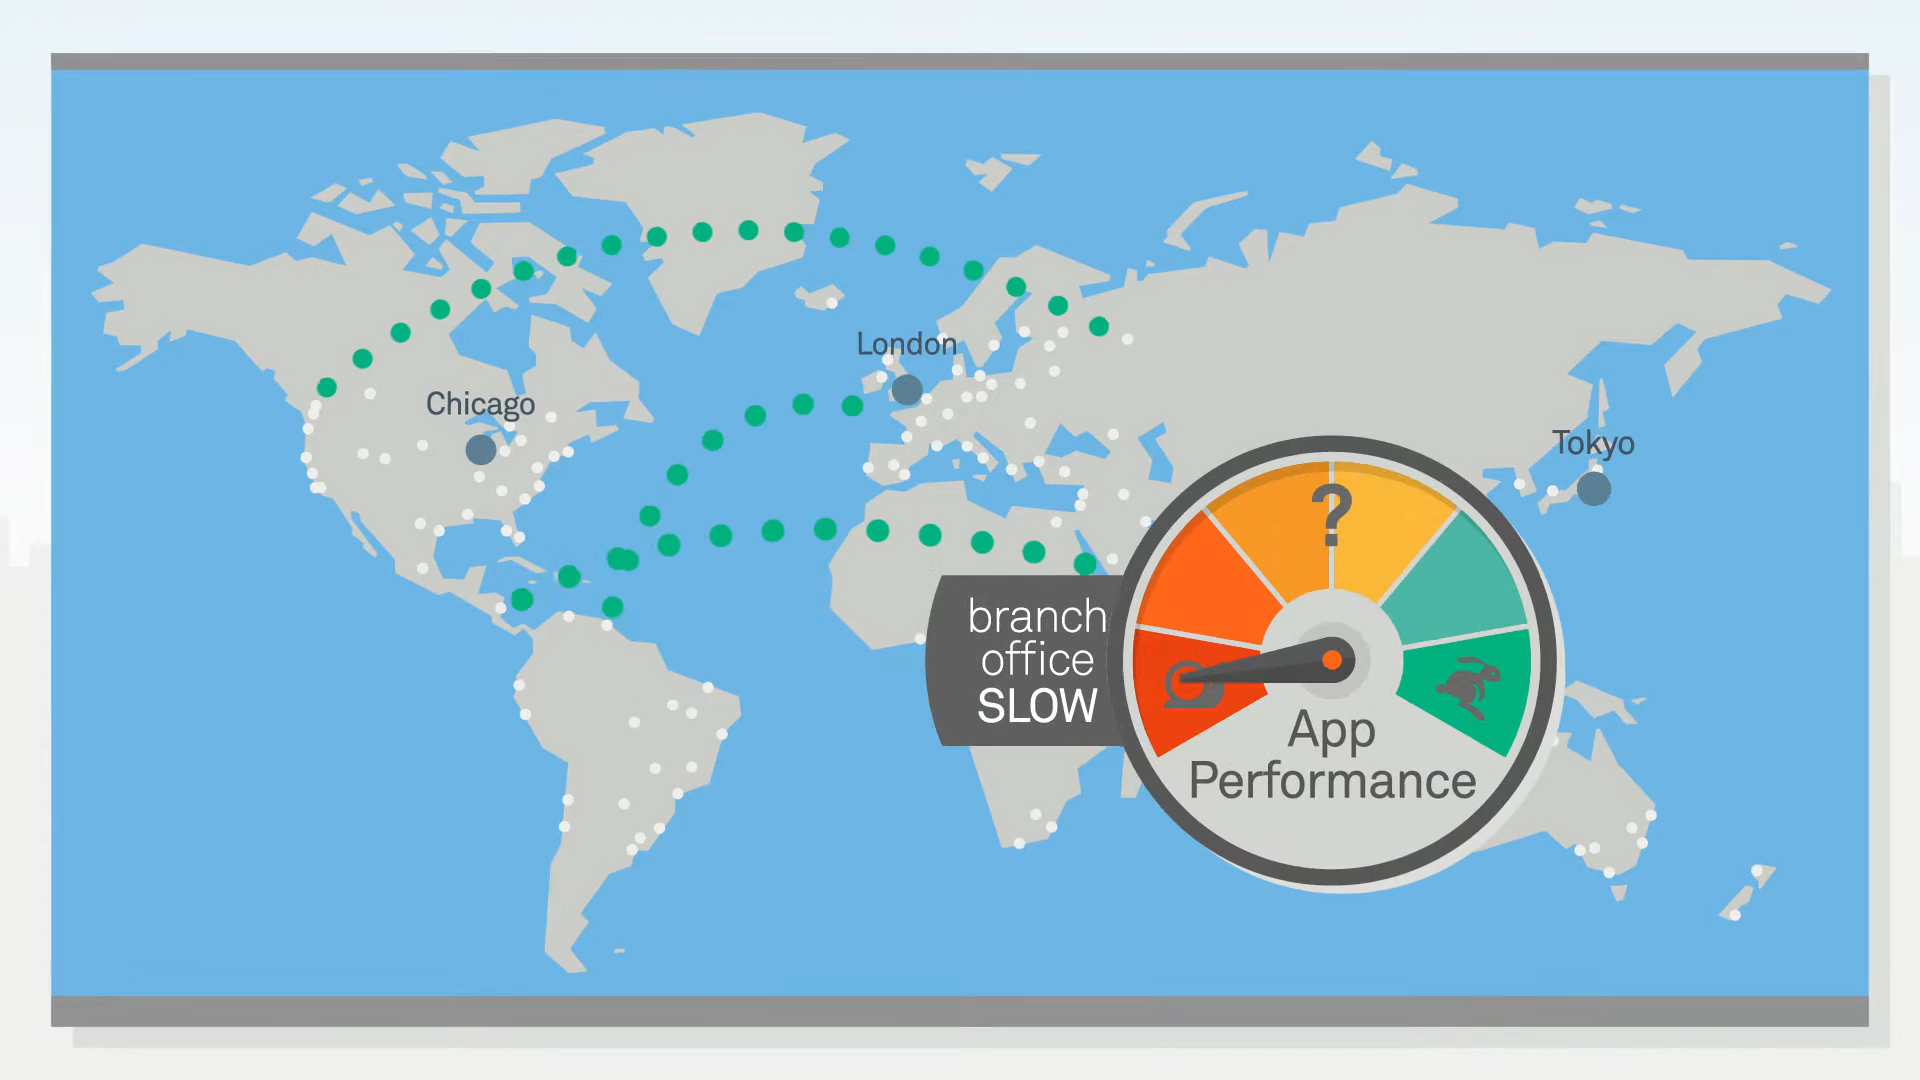 London
Chicago
Tokyo
?
branch
office
SLOW
App
Performance